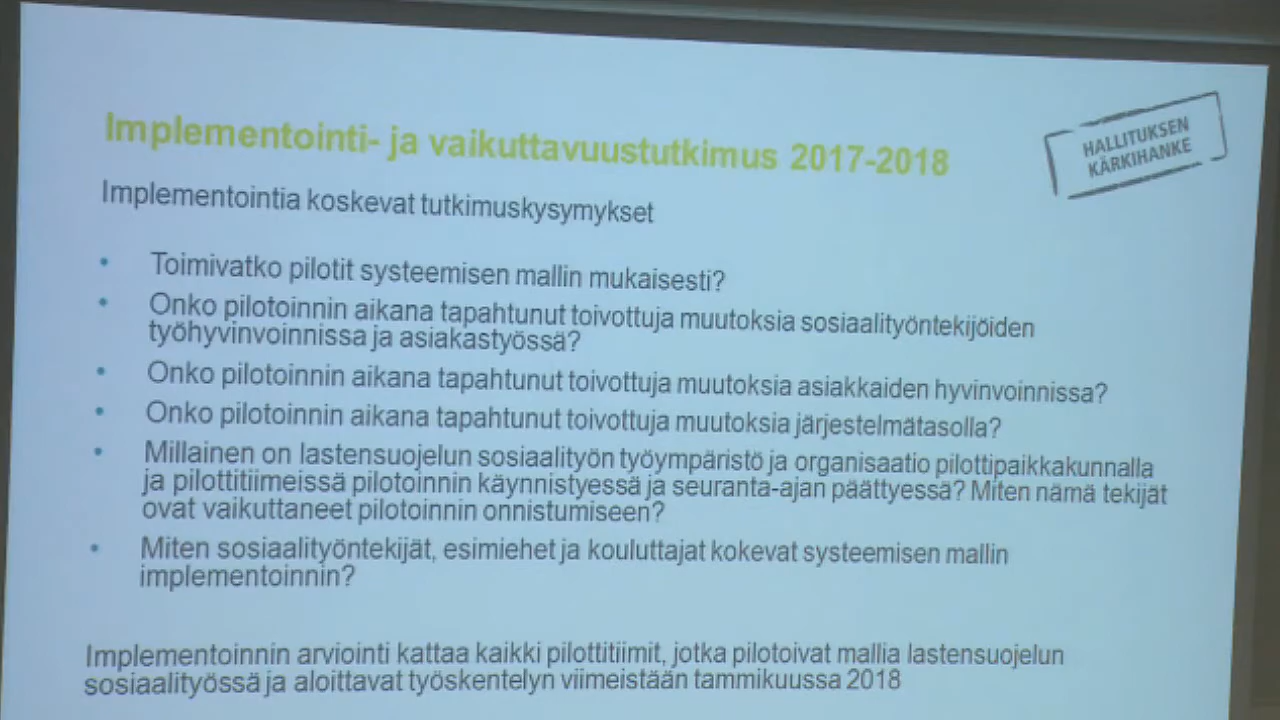 Implementointi- ja vaikuttavuustutkimus 2017-2018
HALLITUKSEN
KÄRKIHANKE
Implementointia koskevat tutkimuskysymykset
• Toimivatko pilotit systeemisen mallin mukaisesti?
• Onko pilotoinnin aikana tapahtunut toivottuja muutoksia sosiaalityöntekijöiden
työhyvinvoinnissa ja asiakastyössä?
• Onko pilotoinnin aikana tapahtunut toivottuja muutoksia asiakkaiden hyvinvoinnissa?
• Onko pilotoinnin aikana tapahtunut toivottuja muutoksia järjestelmätasolla?
• Millainen on lastensuojelun sosiaalityön työympäristö ja organisaatio pilottipaikkakunnalla
ja pilottitiimeissä pilotoinnin käynnistyessä ja seuranta-ajan päättyessä? Miten nämä tekijät
ovat vaikuttaneet pilotoinnin onnistumiseen?
• Miten sosiaalityöntekijät, esimiehet ja kouluttajat kokevat systeemisen mallin
implementoinnin?
Implementoinnin arviointi kattaa kaikki pilottitiimit, jotka pilotoivat mallia lastensuojelun
sosiaalityössä ja aloittavat työskentelyn viimeistään tammikuussa 2018